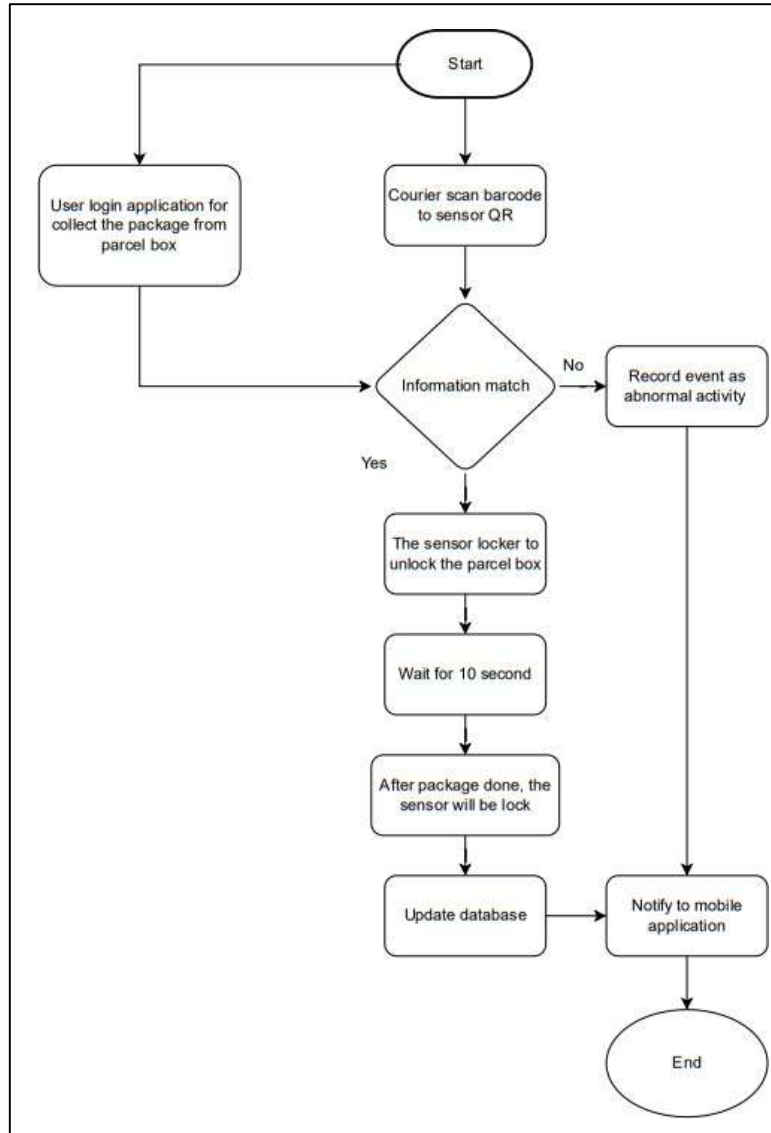 Start
User login application for
collect the package from
parcel box
Courier scan barcode
to sensor QR
Information match
No
Record event as
abnormal activity
Yes
The sensor locker to
unlock the parcel box
Wait for 10 second
After package done, the
sensor will be lock
Update database
Notify to mobile
application
End